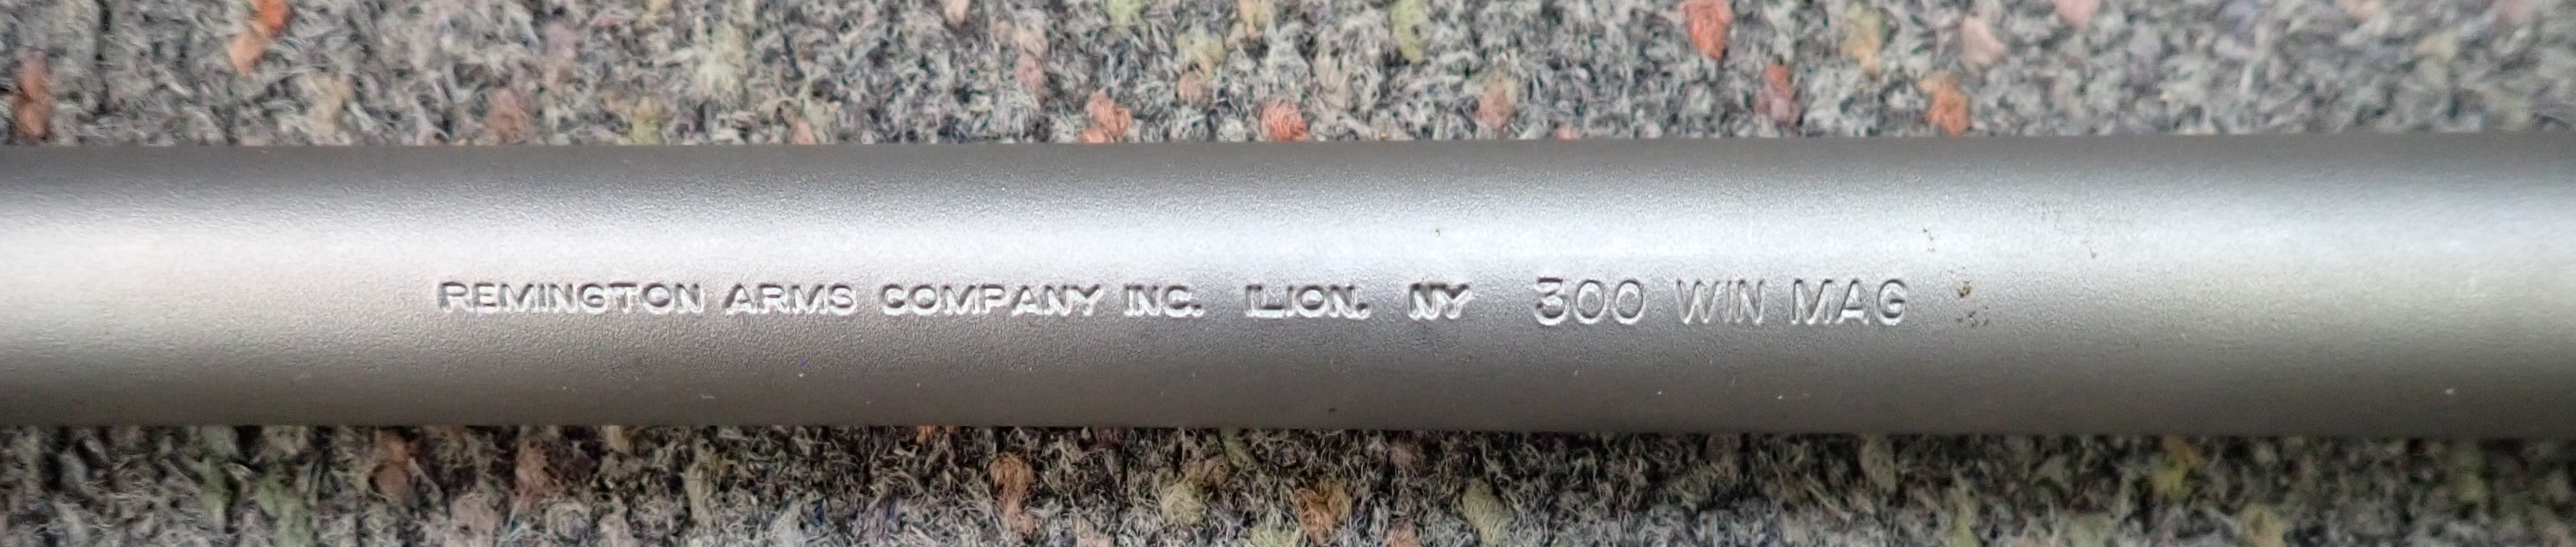 REMINGTON ARMS COMPANY INC. ILION. NY 300 WIN MAG